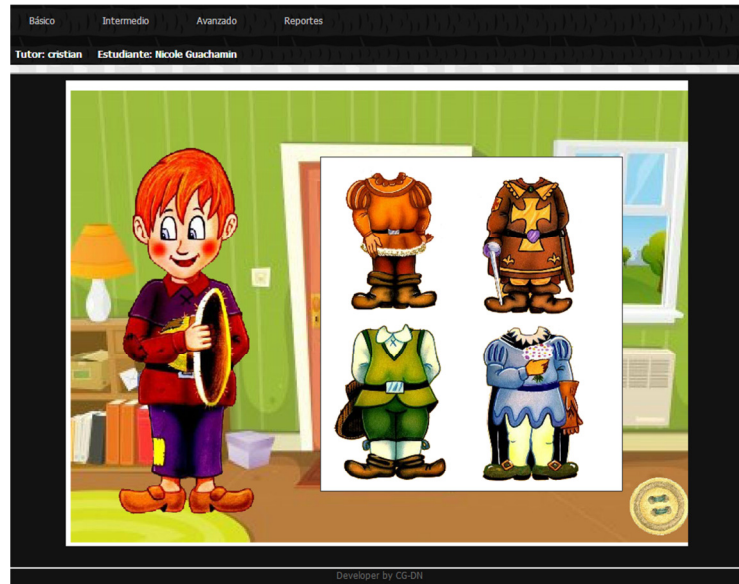 Básico Intermedio Avanzado Reportes
Tutor: cristian Estudiante: Nicole Guachamin
Developer by CG-DN